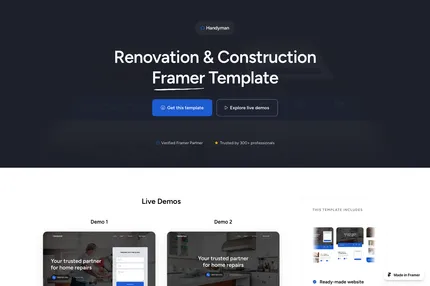 Handyman
Renovation & Construction
Framer Template
Get this template
Explore live demos
Verified Framer Partner
Trusted by 300+ professionals
Live Demos
THIS TEMPLATE INCLUDES
Demo 1
Demo 2
Your trusted partner
for home repairs
Your trusted partner
for home repairs
Ready-made website
Made in Framer